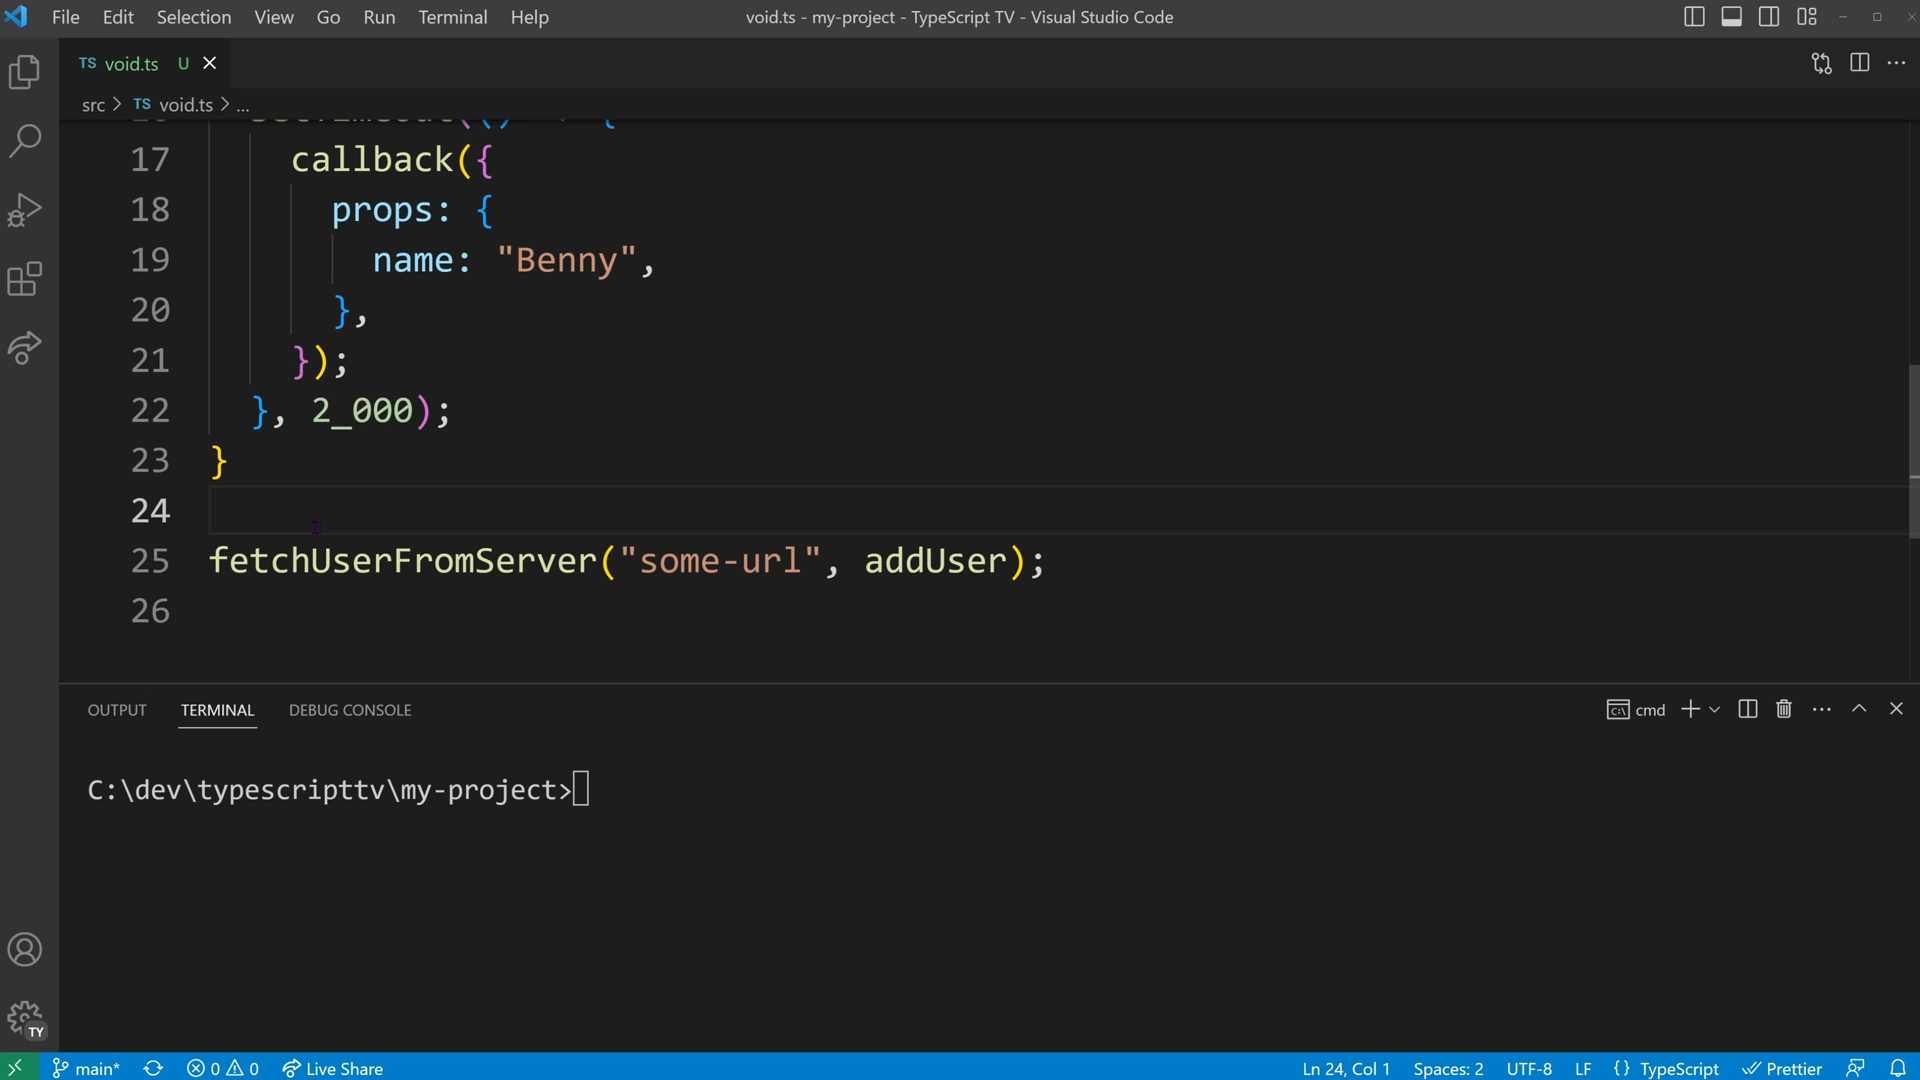 File Edit Selection View Go Run Terminal Help void.ts - my-project - TypeScript TV - Visual Studio Code
TS void.ts U
src > TS void.ts > ...
17 callback({
18 props: {
19 name: "Benny",
20 },
21 });
22 }, 2_000);
23 }
24
25 fetchUserFromServer("some-url", addUser);
26
OUTPUT TERMINAL DEBUG CONSOLE cmd
C:\dev\typescripttv\my-project>
TY
main* 0 0 Live Share Ln 24, Col 1 Spaces: 2 UTF-8 LF {} TypeScript Prettier